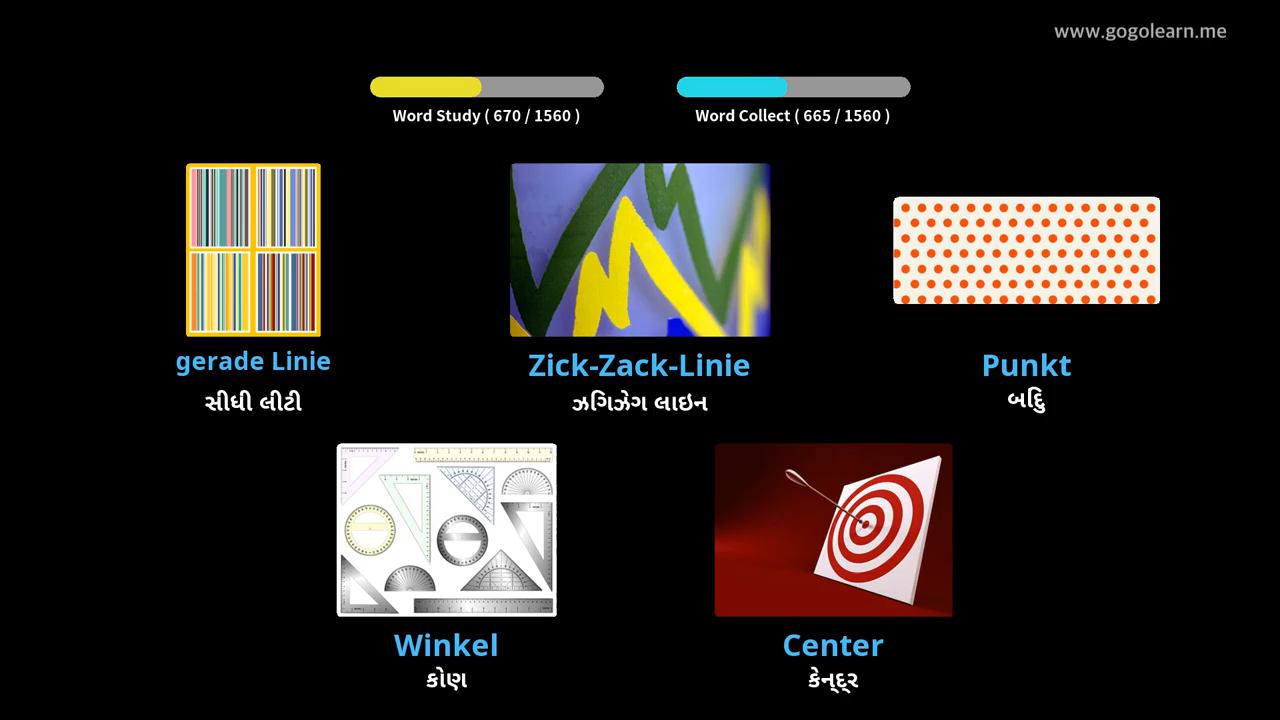 www.gogolearn.me
Word Study ( 670 / 1560 )
Word Collect ( 665 / 1560 )
gerade Linie
સીધી લીટી
Zick-Zack-Linie
ઝિગઝેગ લાઇન
Punkt
બિંદુ
Winkel
કોણ
Center
કેન્દ્ર